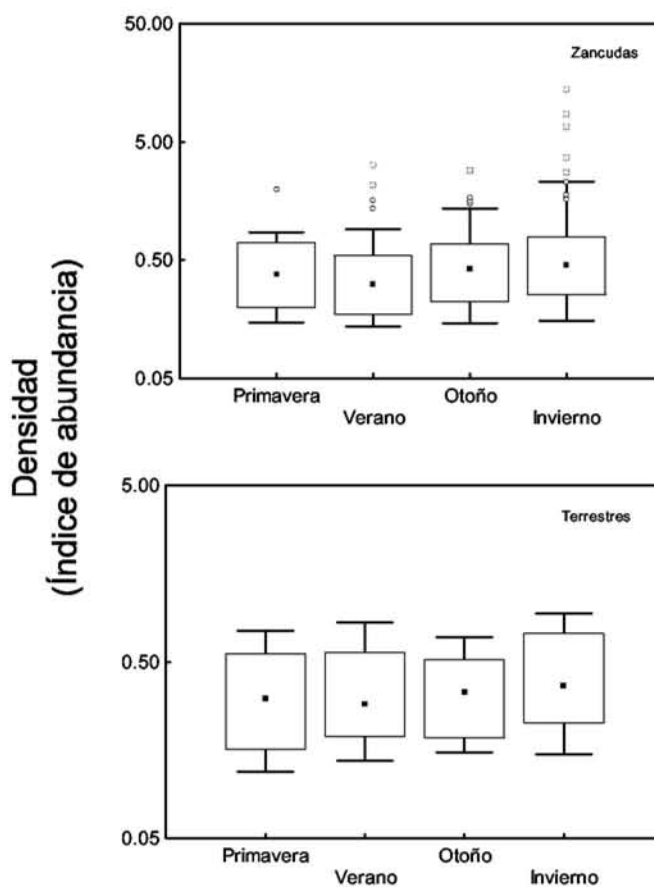 Densidad
(Índice de abundancia)
50.00
Zancudas
5.00
0.50
0.05
Primavera
Verano
Otoño
Invierno
5.00
Terrestres
0.50
0.05
Primavera
Verano
Otoño
Invierno